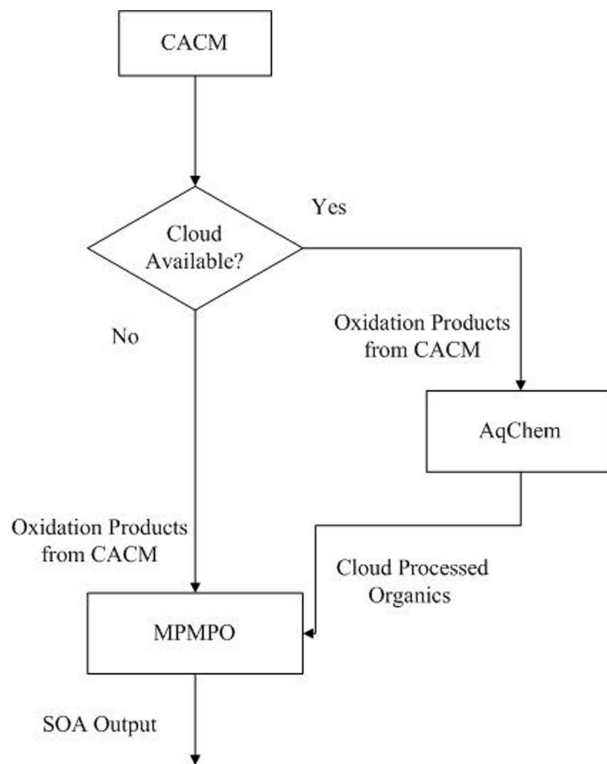 CACM
Cloud
Available?
Yes
No
Oxidation Products
from CACM
AqChem
Oxidation Products
from CACM
Cloud Processed
Organics
MPMPO
SOA Output